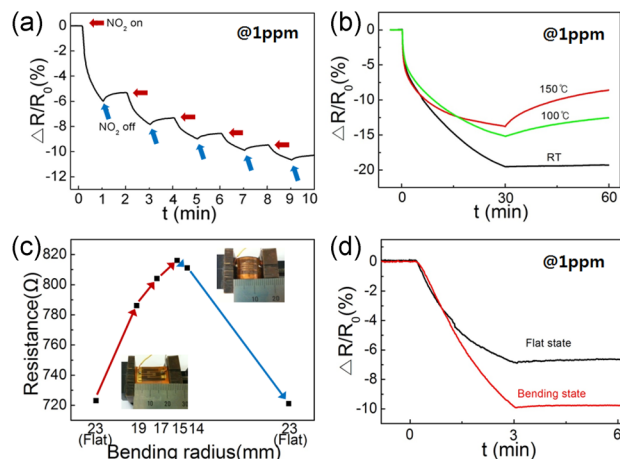 (a)
NO2 on
@1ppm
NO2 off
△R/R0(%)
0
-2
-4
-6
-8
-10
-12
0 1 2 3 4 5 6 7 8 9 10
t (min)
(b)
@1ppm
150℃
100℃
RT
△R/R0(%)
0
-5
-10
-15
-20
0 30 60
t (min)
(c)
Resistance(Ω)
820
800
780
760
740
720
700
23 19 17 15 14 23
(Flat) (Flat)
Bending radius(mm)
(d)
@1ppm
Flat state
Bending state
△R/R0(%)
0
-2
-4
-6
-8
-10
0 3 6
t (min)